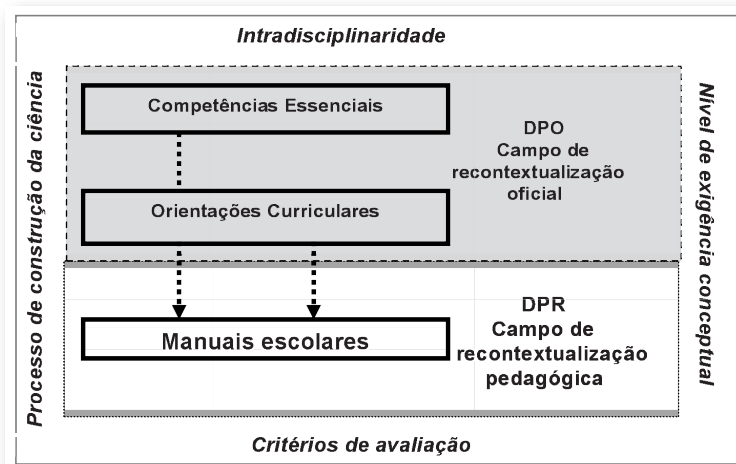 Intradisciplinaridade
Processo de construção da ciência
Competências Essenciais
DPO
Campo de
recontextualização
oficial
Orientações Curriculares
Nível de exigência conceptual
Manuais escolares
DPR
Campo de
recontextualização
pedagógica
Critérios de avaliação